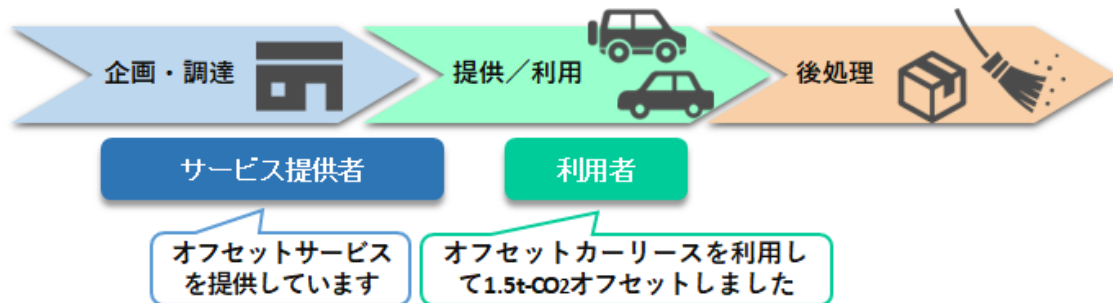 企画・調達
提供／利用
後処理
サービス提供者
利用者
オフセットサービス
を提供しています
オフセットカーリースを利用し
て1.5t-CO2オフセットしました